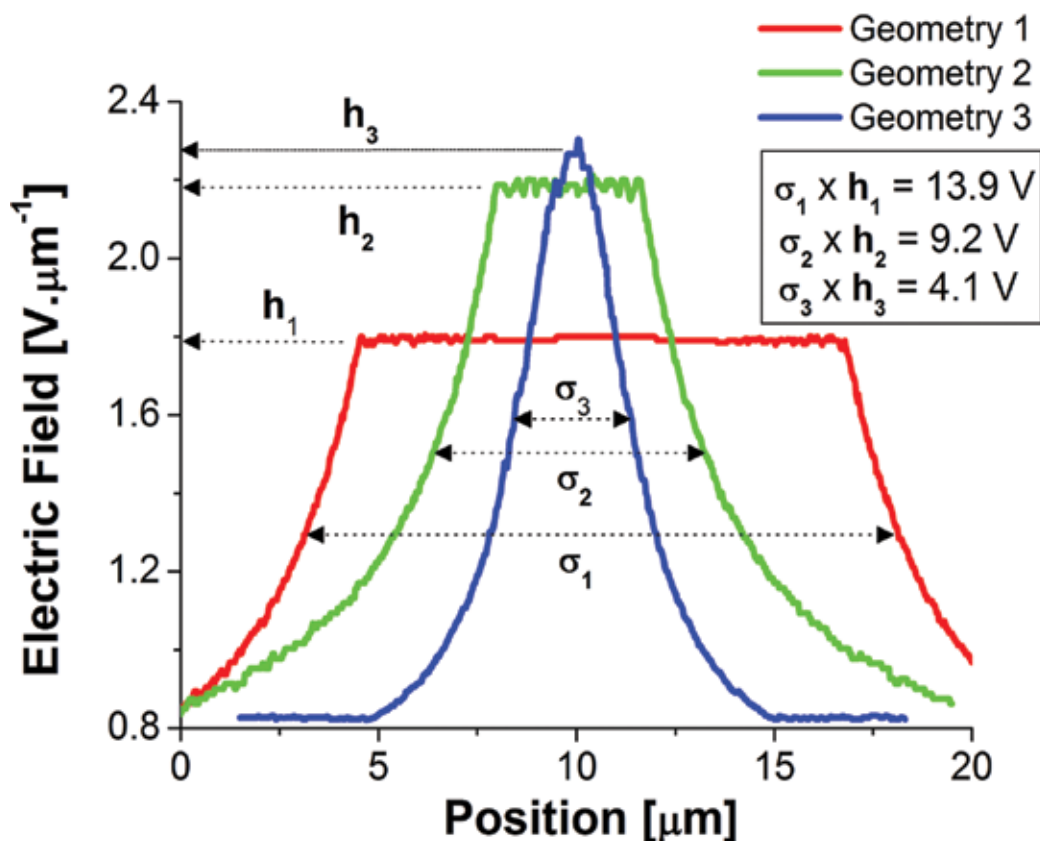 Geometry 1
Geometry 2
Geometry 3
σ₁ x h₁ = 13.9 V
σ₂ x h₂ = 9.2 V
σ₃ x h₃ = 4.1 V
h₃
h₂
h₁
σ₃
σ₂
σ₁
Electric Field [V.µm⁻¹]
2.4
2.0
1.6
1.2
0.8
0 5 10 15 20
Position [µm]